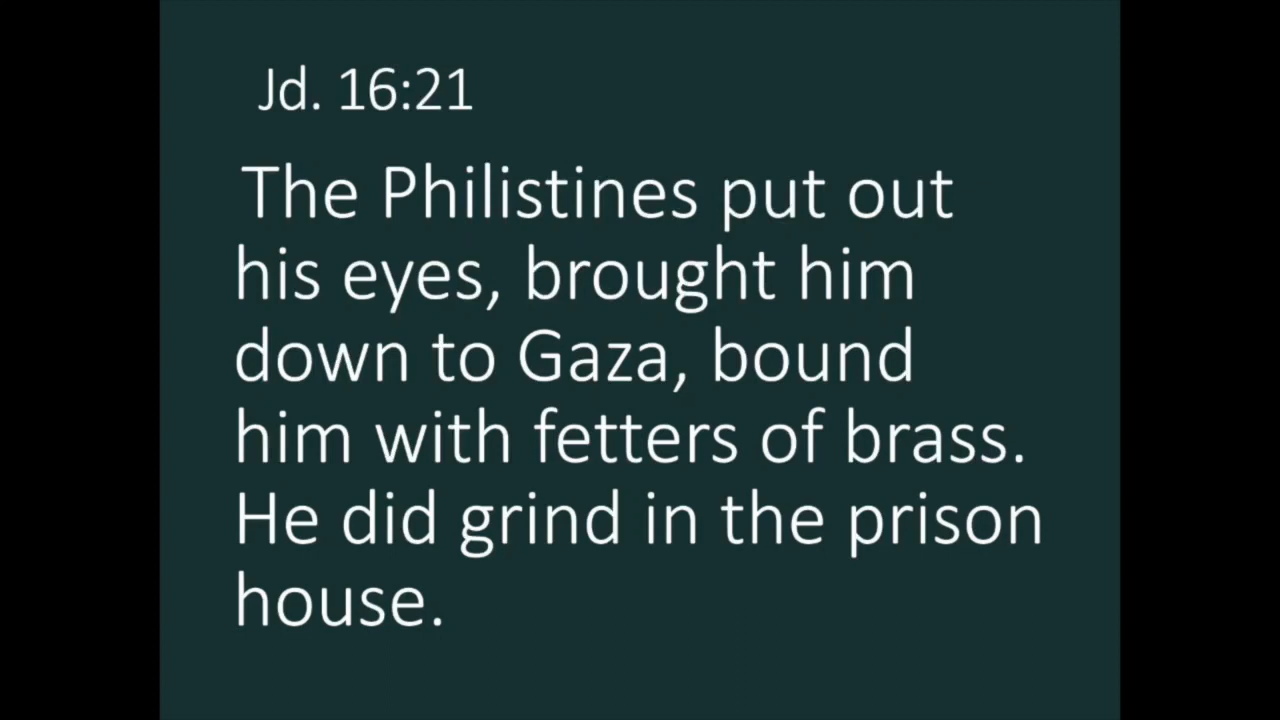 Jd. 16:21
The Philistines put out
his eyes, brought him
down to Gaza, bound
him with fetters of brass.
He did grind in the prison
house.